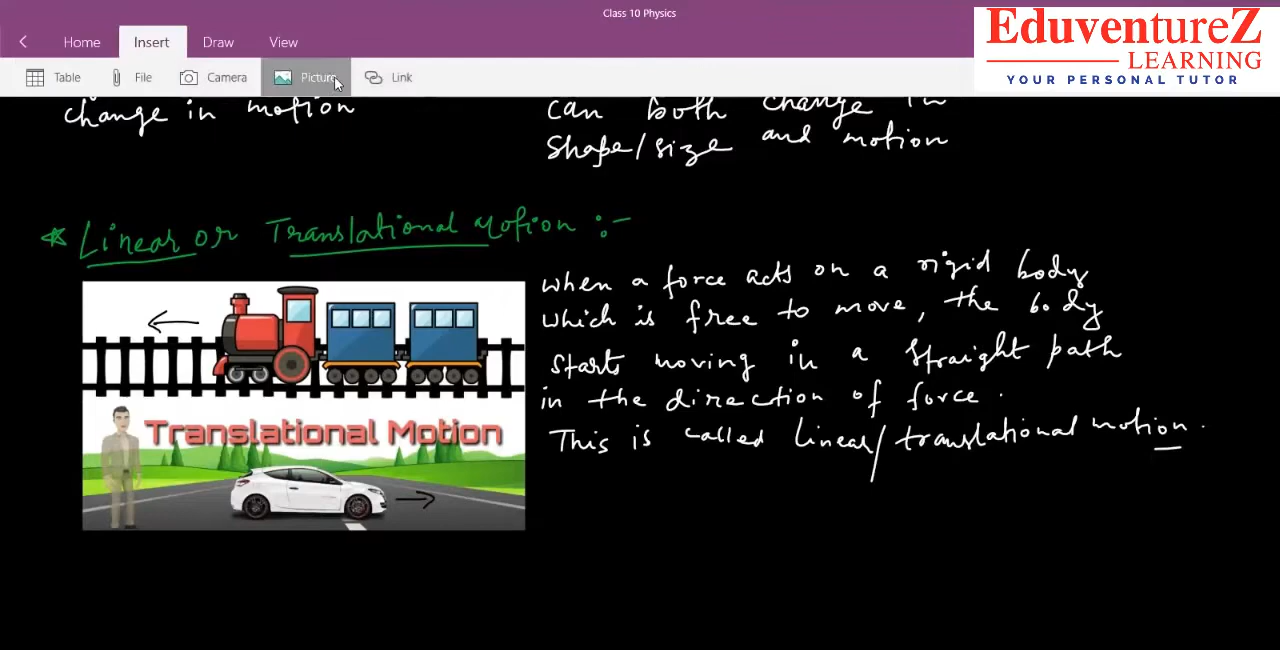 Class 10 Physics
EduventureZ
LEARNING
YOUR PERSONAL TUTOR
Home Insert Draw View
Table File Camera Picture Link
change in motion
can both change in
shape/size and motion
* Linear or Translational Motion :-
when a force acts on a rigid body
which is free to move, the body
starts moving in a straight path
in the direction of force.
This is called linear/translational motion.
Translational Motion